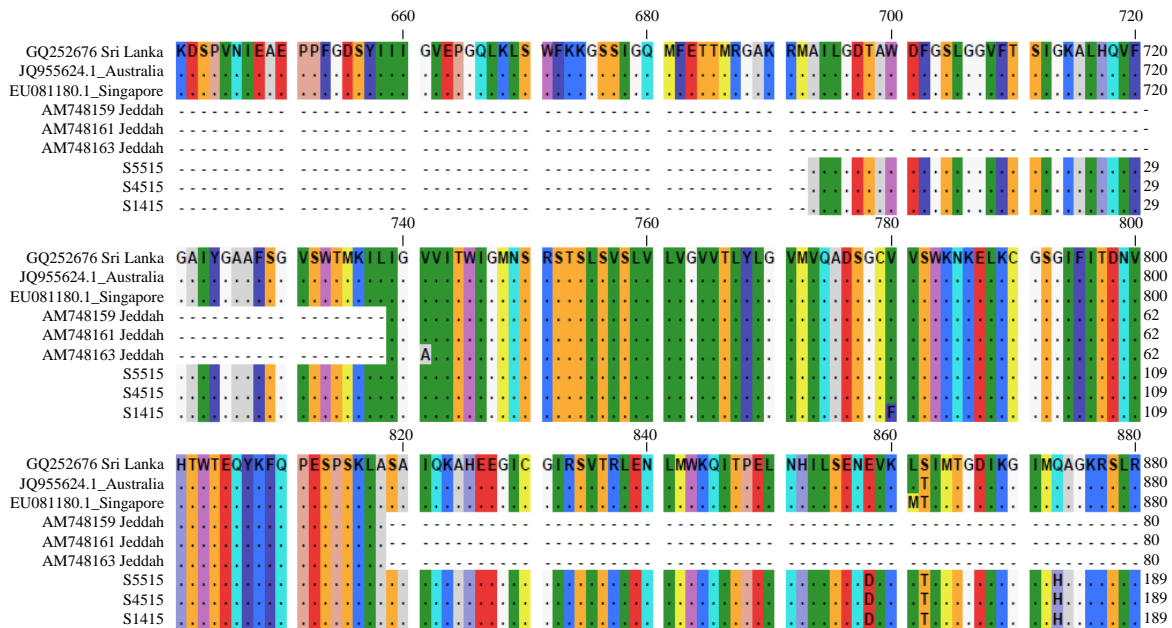 660 680 700 720
GQ252676 Sri Lanka KDSPVNIEAE PPFGDSYIII GVEPGQLKLS WFKKGSSIGQ MFETTMRGAK RMAILGDTAW DFGSLGGVFT SIGKALHQVF 720
JQ955624.1_Australia .......... .......... .......... .......... .......... .......... .......... .......... 720
EU081180.1_Singapore .......... .......... .......... .......... .......... .......... .......... .......... 720
AM748159 Jeddah ---------- ---------- ---------- ---------- ---------- ---------- ---------- ---------- -
AM748161 Jeddah ---------- ---------- ---------- ---------- ---------- ---------- ---------- ---------- -
AM748163 Jeddah ---------- ---------- ---------- ---------- ---------- ---------- ---------- ---------- -
S5515 ---------- ---------- ---------- ---------- ---------- --........ .......... .......... 29
S4515 ---------- ---------- ---------- ---------- ---------- --........ .......... .......... 29
S1415 ---------- ---------- ---------- ---------- ---------- --........ .......... .......... 29
740 760 780 800
GQ252676 Sri Lanka GAIYGAAFSG VSWTMKILIG VVITWIGMNS RSTSLSVSLV LVGVVTLYLG VMVQADSGCV VSWKNKELKC GSGIFITDNV 800
JQ955624.1_Australia .......... .......... .......... .......... .......... .......... .......... .......... 800
EU081180.1_Singapore .......... .......... .......... .......... .......... .......... .......... .......... 800
AM748159 Jeddah ---------- --------.. .......... .......... .......... .......... .......... .......... 62
AM748161 Jeddah ---------- --------.. .......... .......... .......... .......... .......... .......... 62
AM748163 Jeddah ---------- --------.. A......... .......... .......... .......... .......... .......... 62
S5515 .......... .......... .......... .......... .......... .......... .......... .......... 109
S4515 .......... .......... .......... .......... .......... .......... .......... .......... 109
S1415 .......... .......... .......... .......... .......... .........F .......... .......... 109
820 840 860 880
GQ252676 Sri Lanka HTWTEQYKFQ PESPSKLASA IQKAHEEGIC GIRSVTRLEN LMWKQITPEL NHILSENEVK LSIMTGDIKG IMQAGKRSLR 880
JQ955624.1_Australia .......... .......... .......... .......... .......... .......... .T........ .......... 880
EU081180.1_Singapore .......... .......... .......... .......... .......... .......... MT........ .......... 880
AM748159 Jeddah .......... ........-- ---------- ---------- ---------- ---------- ---------- ---------- 80
AM748161 Jeddah .......... ........-- ---------- ---------- ---------- ---------- ---------- ---------- 80
AM748163 Jeddah .......... ........-- ---------- ---------- ---------- ---------- ---------- ---------- 80
S5515 .......... .......... .......... .......... .......... .......D.. .T........ ..H....... 189
S4515 .......... .......... .......... .......... .......... .......D.. .T........ ..H....... 189
S1415 .......... .......... .......... .......... .......... .......D.. .T........ ..H....... 189